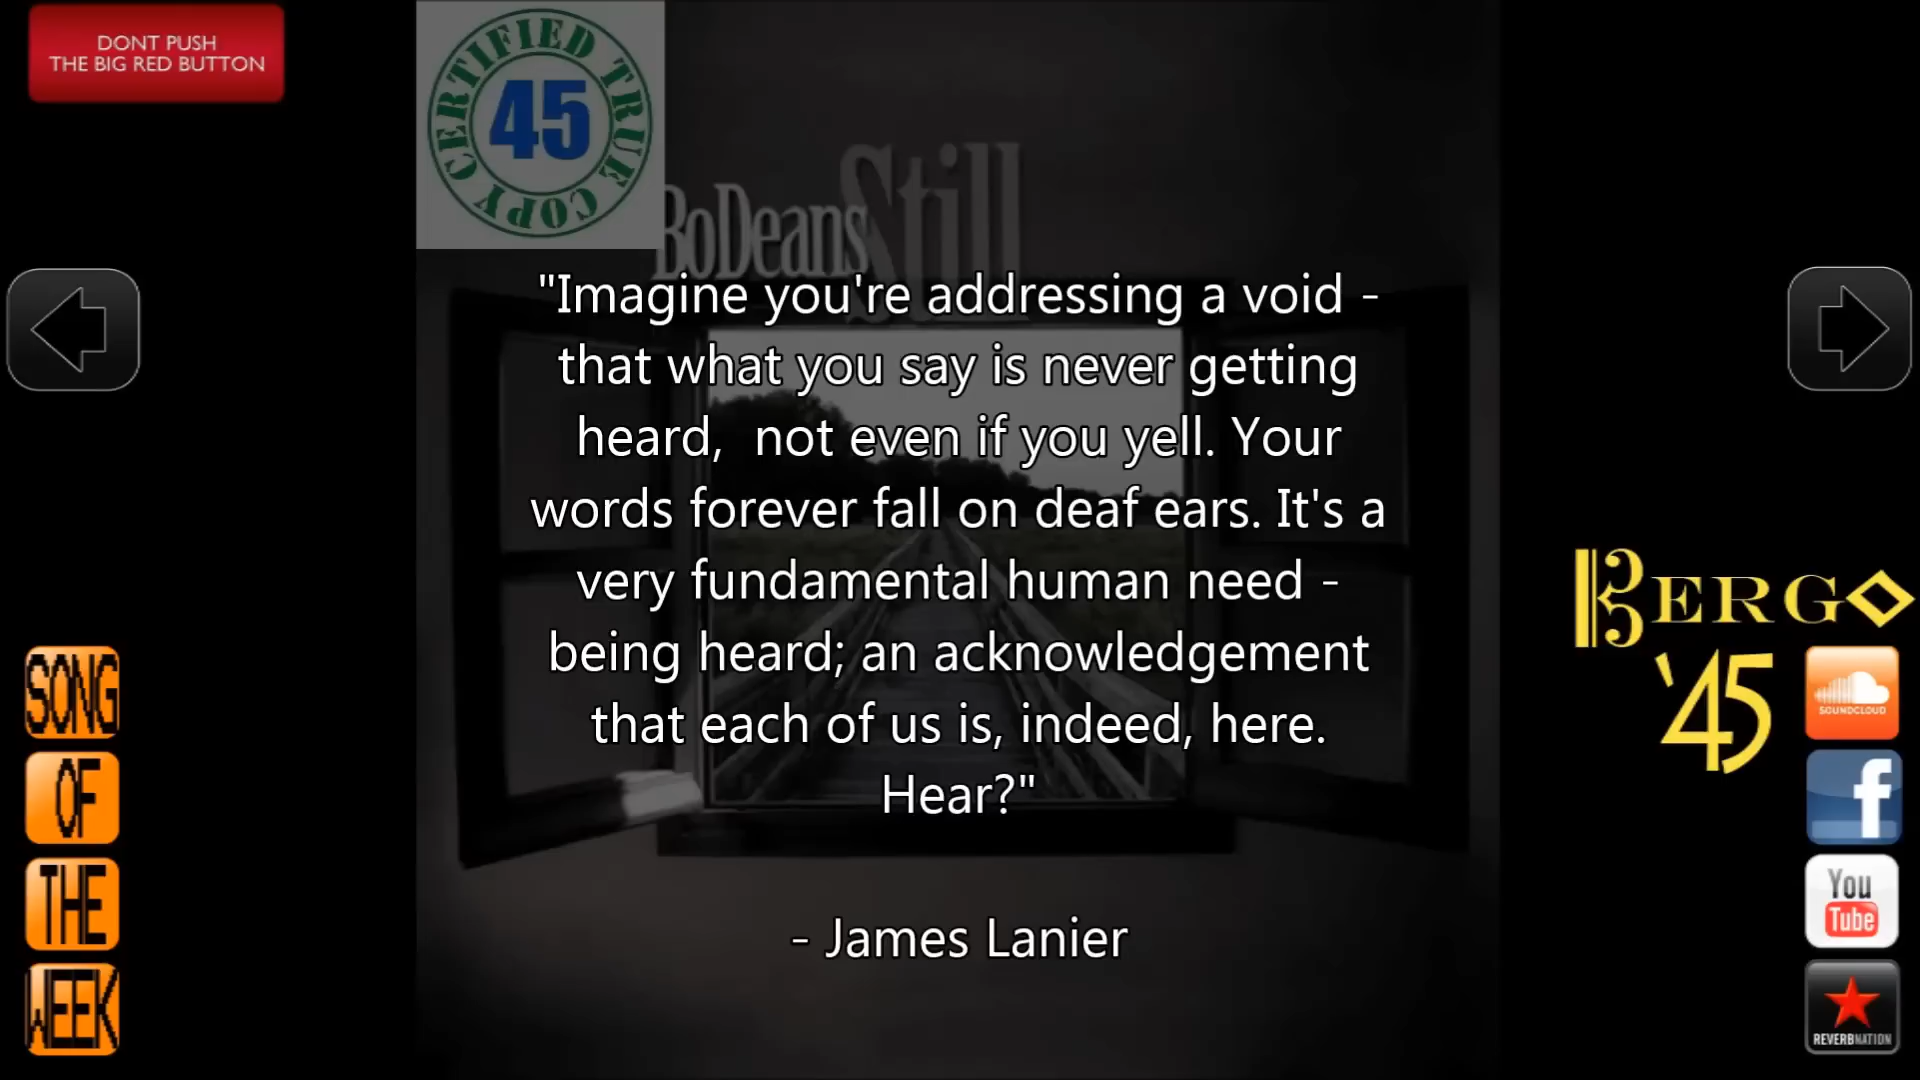 DONT PUSH
THE BIG RED BUTTON
CERTIFIED TRUE COPY
45
BoDeans Still
"Imagine you're addressing a void -
that what you say is never getting
heard,  not even if you yell. Your
words forever fall on deaf ears. It's a
very fundamental human need -
being heard; an acknowledgement
that each of us is, indeed, here.
Hear?"
- James Lanier
SONG
OF
THE
WEEK
BERGO
'45
SOUNDCLOUD
f
You
Tube
REVERBNATION